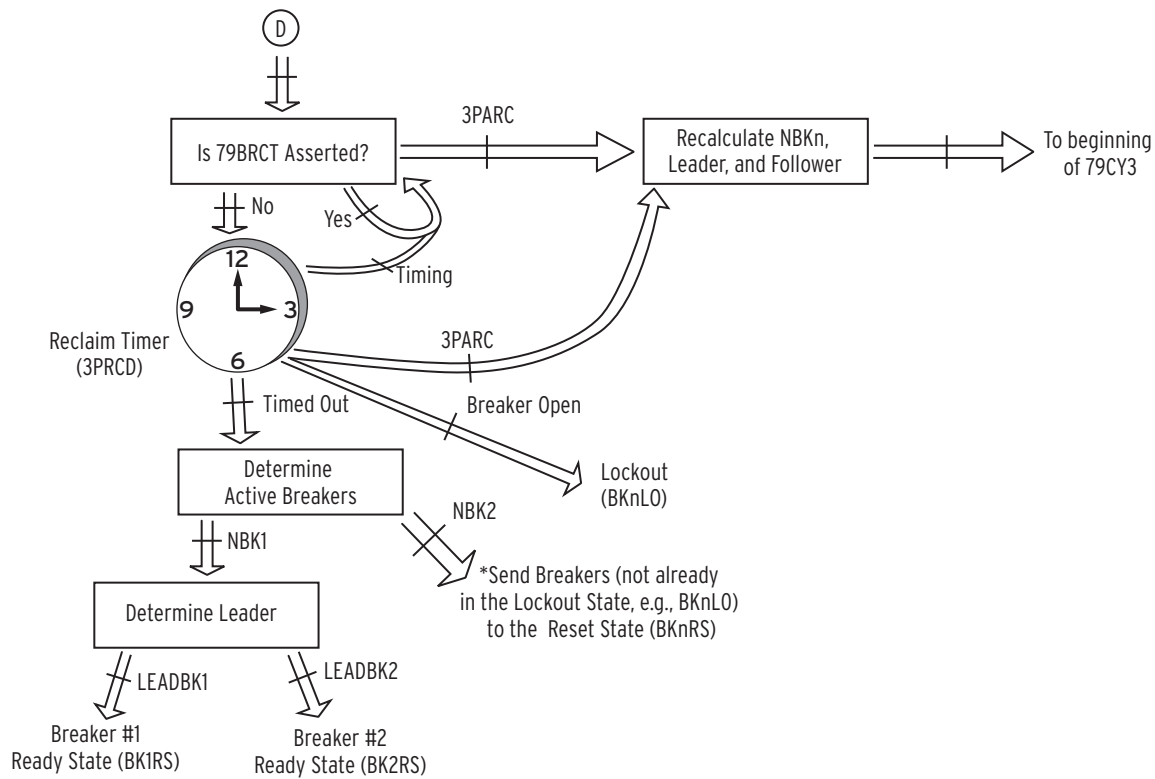 D
Is 79BRCT Asserted?
3PARC
Recalculate NBKn,
Leader, and Follower
To beginning
of 79CY3
No
Yes
Timing
12
9
3
6
Reclaim Timer
(3PRCD)
3PARC
Timed Out
Breaker Open
Determine
Active Breakers
Lockout
(BKnLO)
NBK1
NBK2
*Send Breakers (not already
in the Lockout State, e.g., BKnLO)
to the Reset State (BKnRS)
Determine Leader
LEADBK1
LEADBK2
Breaker #1
Ready State (BK1RS)
Breaker #2
Ready State (BK2RS)